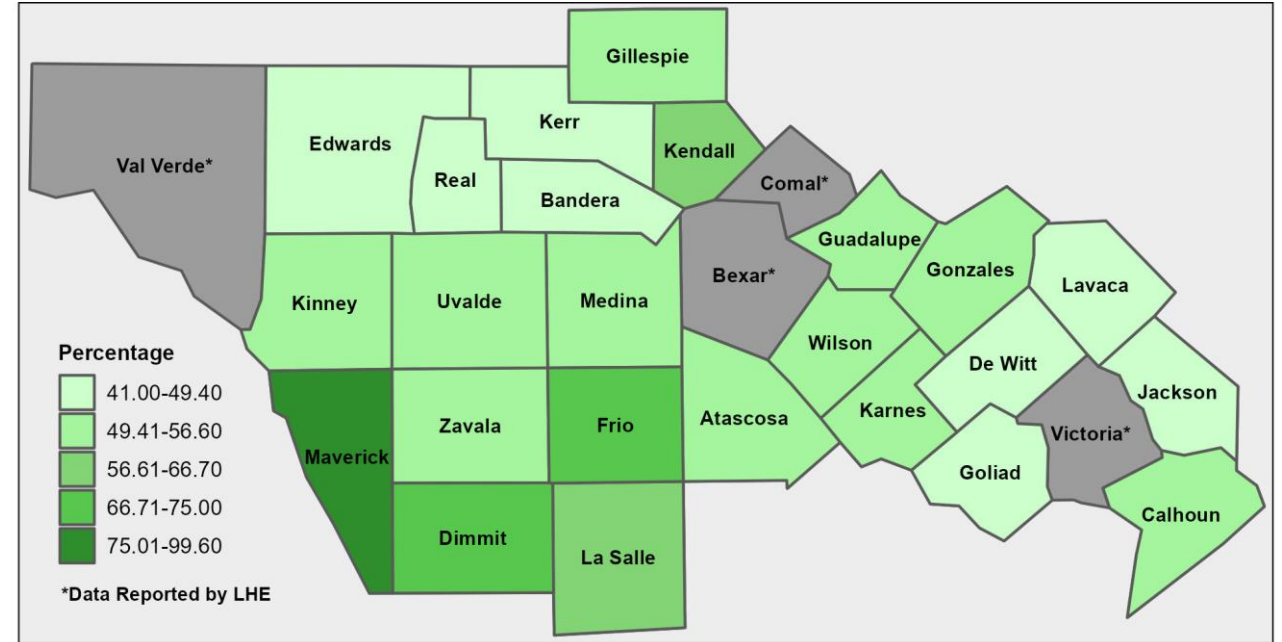 Gillespie
Edwards
Kerr
Kendall
Val Verde*
Real
Bandera
Comal*
Guadalupe
Gonzales
Bexar*
Lavaca
Kinney
Uvalde
Medina
Wilson
De Witt
Jackson
Zavala
Frio
Atascosa
Karnes
Victoria*
Maverick
Goliad
Calhoun
Dimmit
La Salle
Percentage
41.00-49.40
49.41-56.60
56.61-66.70
66.71-75.00
75.01-99.60
*Data Reported by LHE